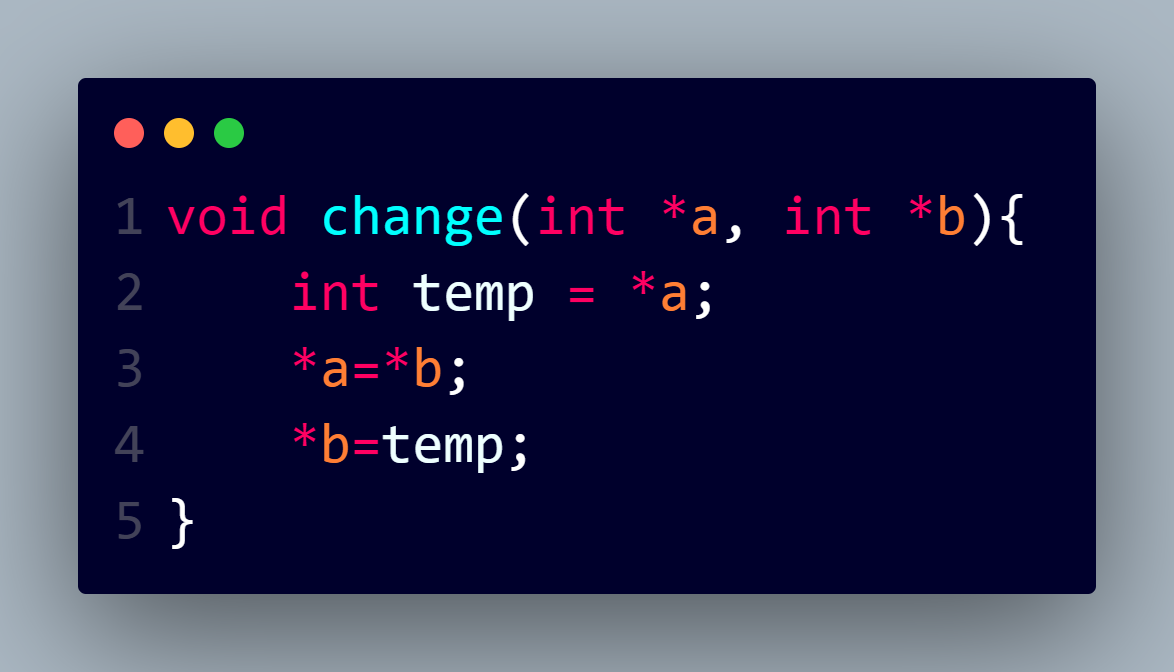 1 void change(int *a, int *b){
2     int temp = *a;
3     *a=*b;
4     *b=temp;
5 }